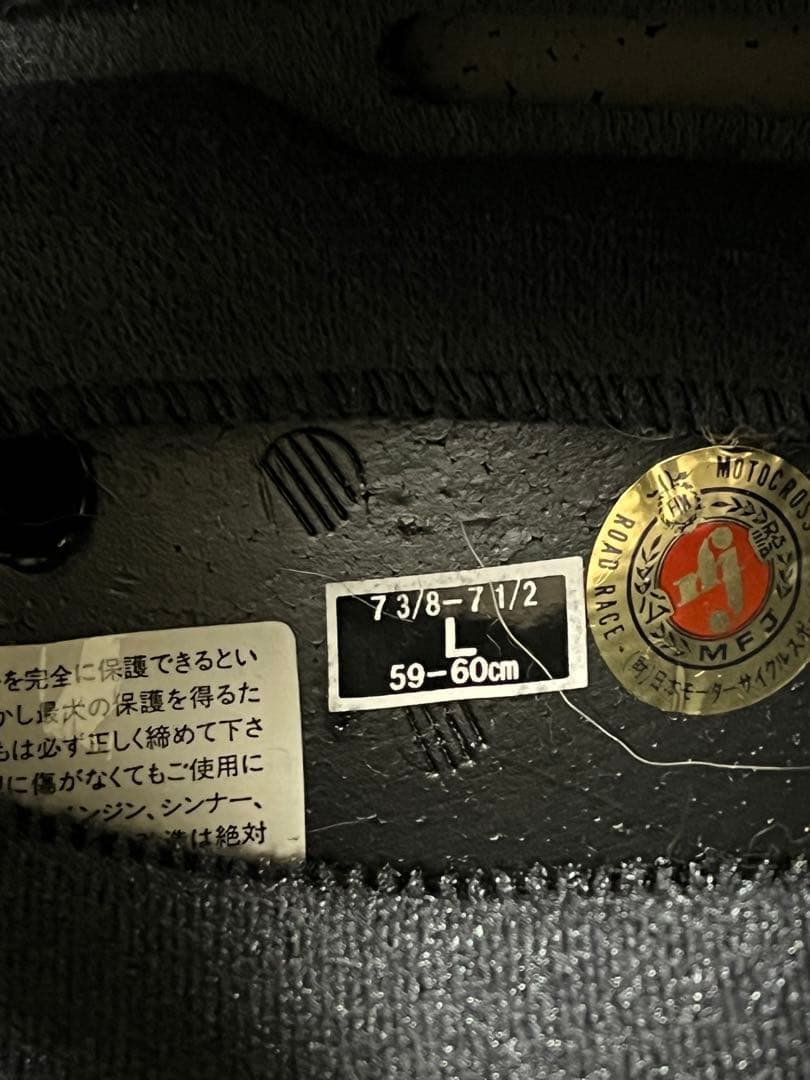 を完全に保護できるとい
かし最大の保護を得るた
は必ず正しく締めて下さ
に傷がなくてもご使用に
ンジン、シンナー、
造は絶対
7 3/8-7 1/2
L
59-60cm
MOTOCROS
ROAD RACE
MFJ
(財)日本モーターサイクルス